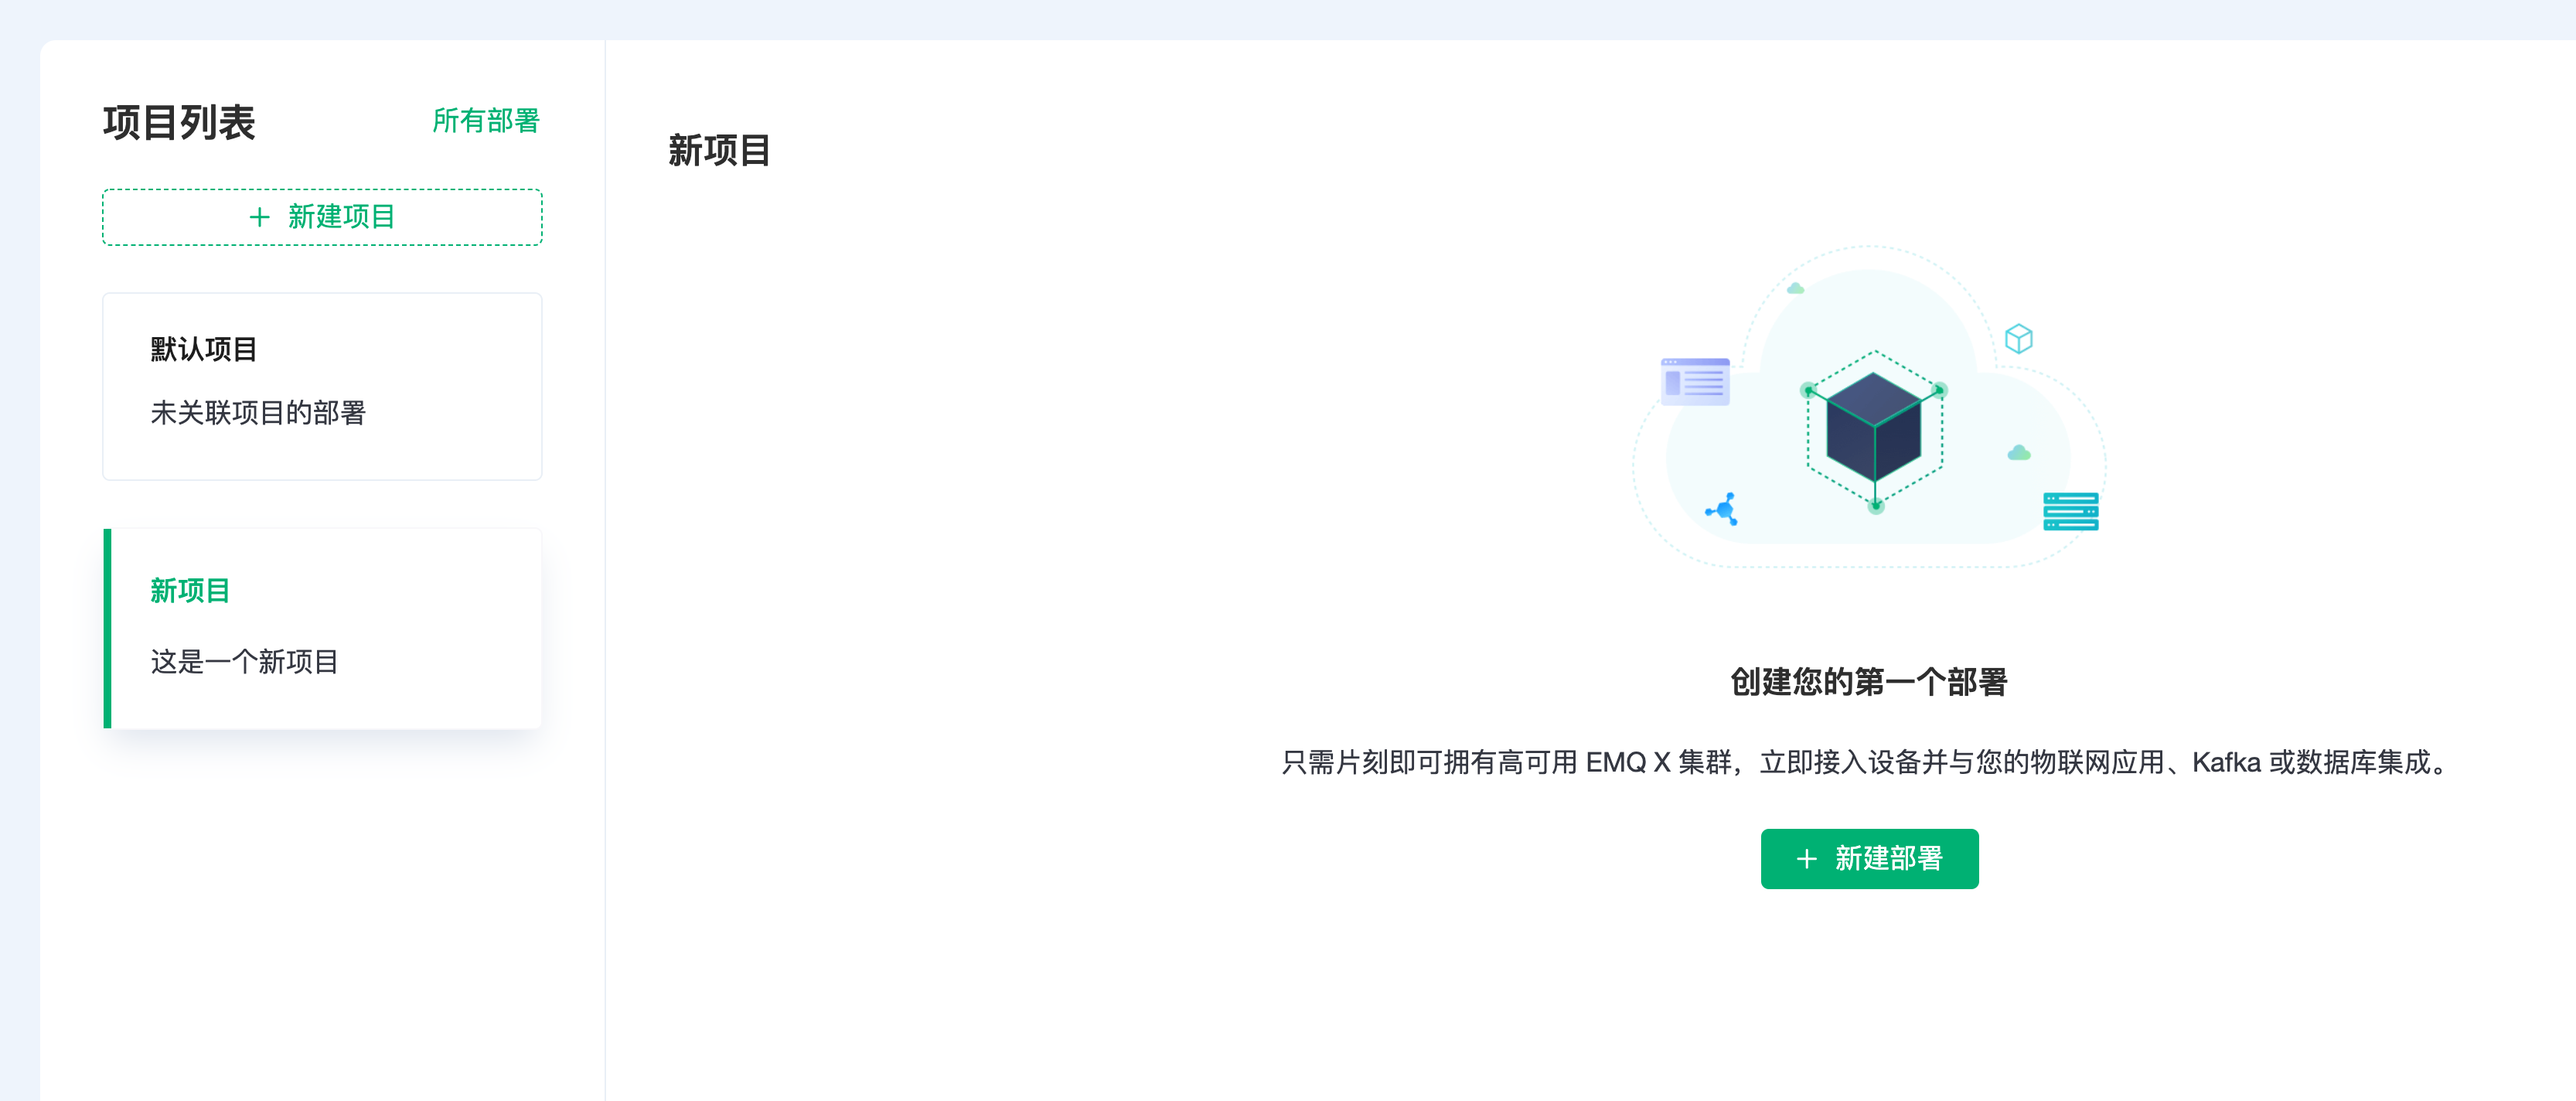 项目列表
所有部署
+ 新建项目
默认项目
未关联项目的部署
新项目
这是一个新项目
新项目
创建您的第一个部署
只需片刻即可拥有高可用 EMQ X 集群，立即接入设备并与您的物联网应用、Kafka 或数据库集成。
+ 新建部署